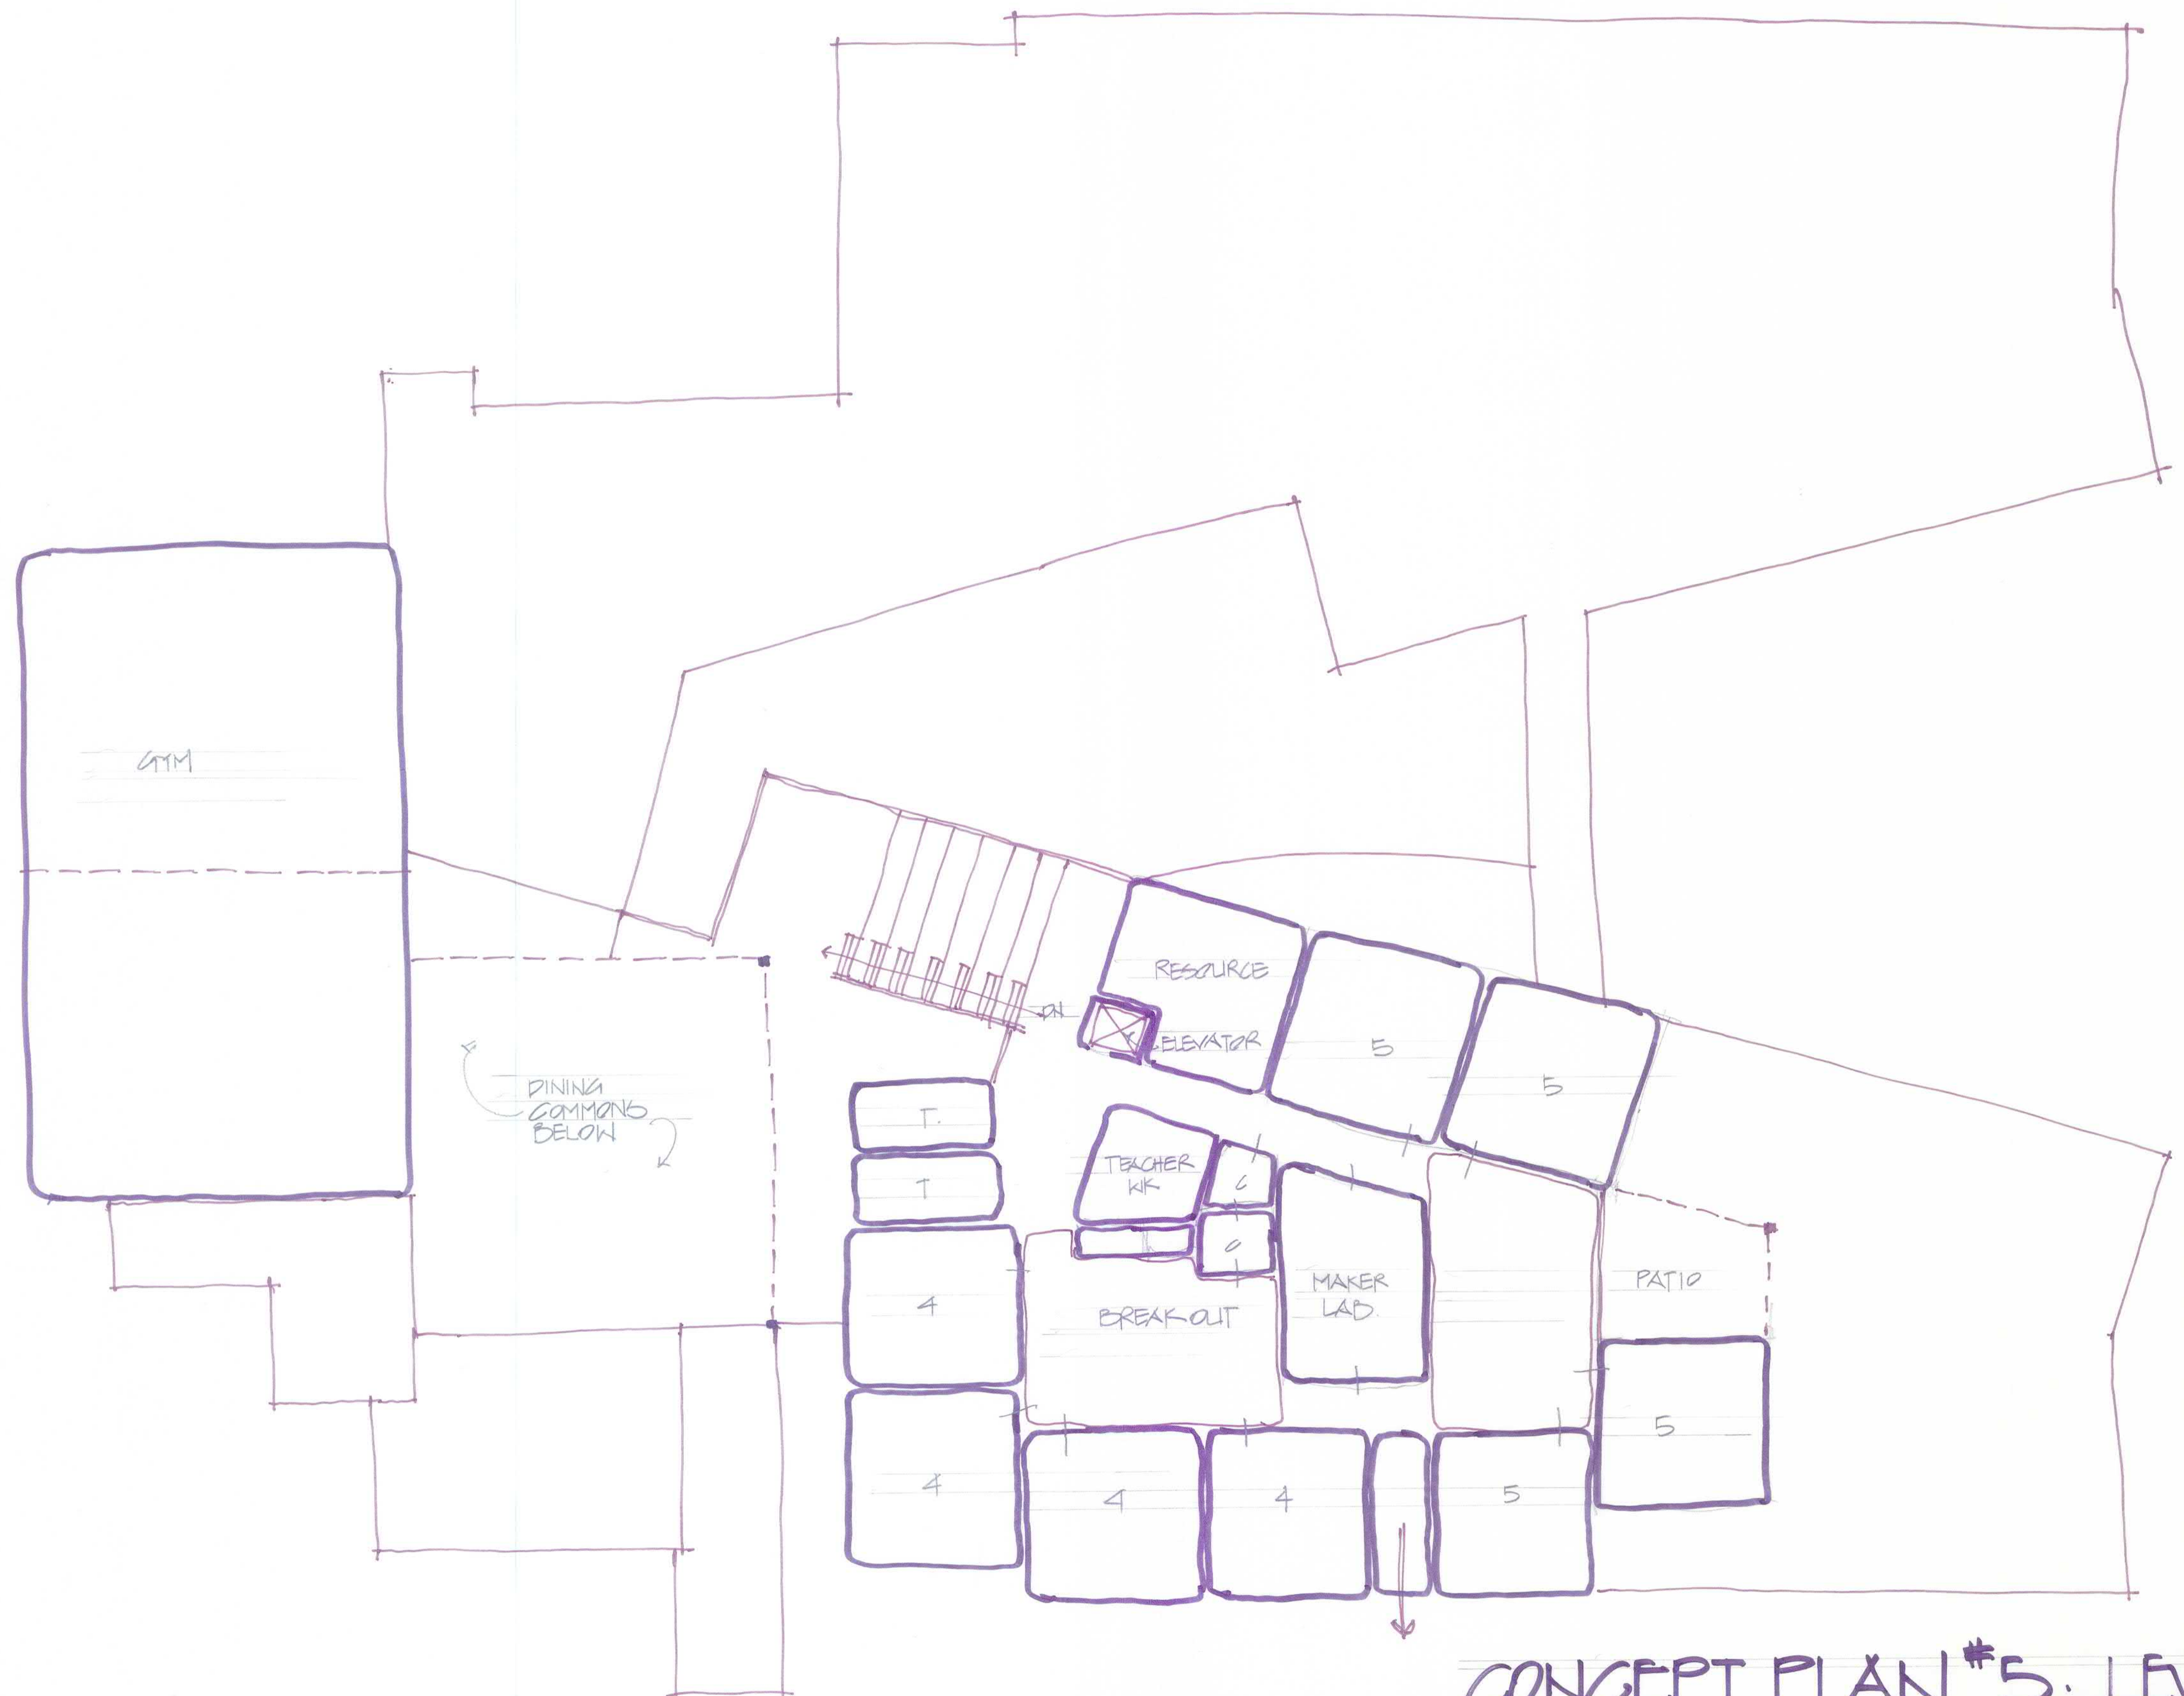 GYM
RESOURCE
DN
ELEVATOR
5
5
DINING
COMMONS
BELOW
T.
T
TEACHER
WK
C
C
4
BREAKOUT
MAKER
LAB.
PATIO
5
4
4
4
5
CONCEPT PLAN #5: LE